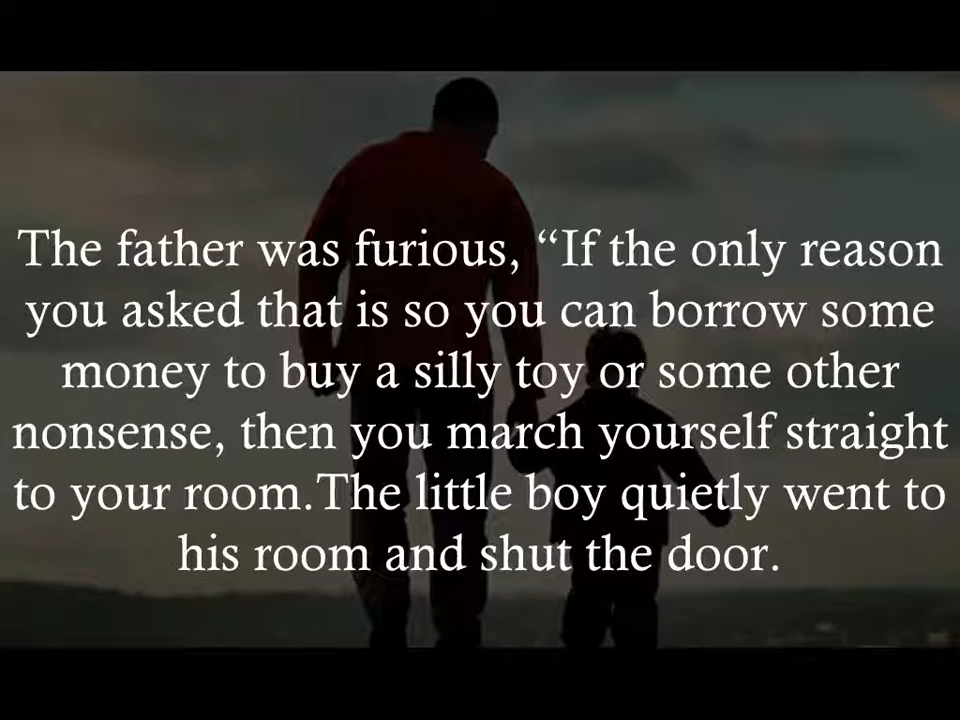 The father was furious, “If the only reason
you asked that is so you can borrow some
money to buy a silly toy or some other
nonsense, then you march yourself straight
to your room.The little boy quietly went to
his room and shut the door.